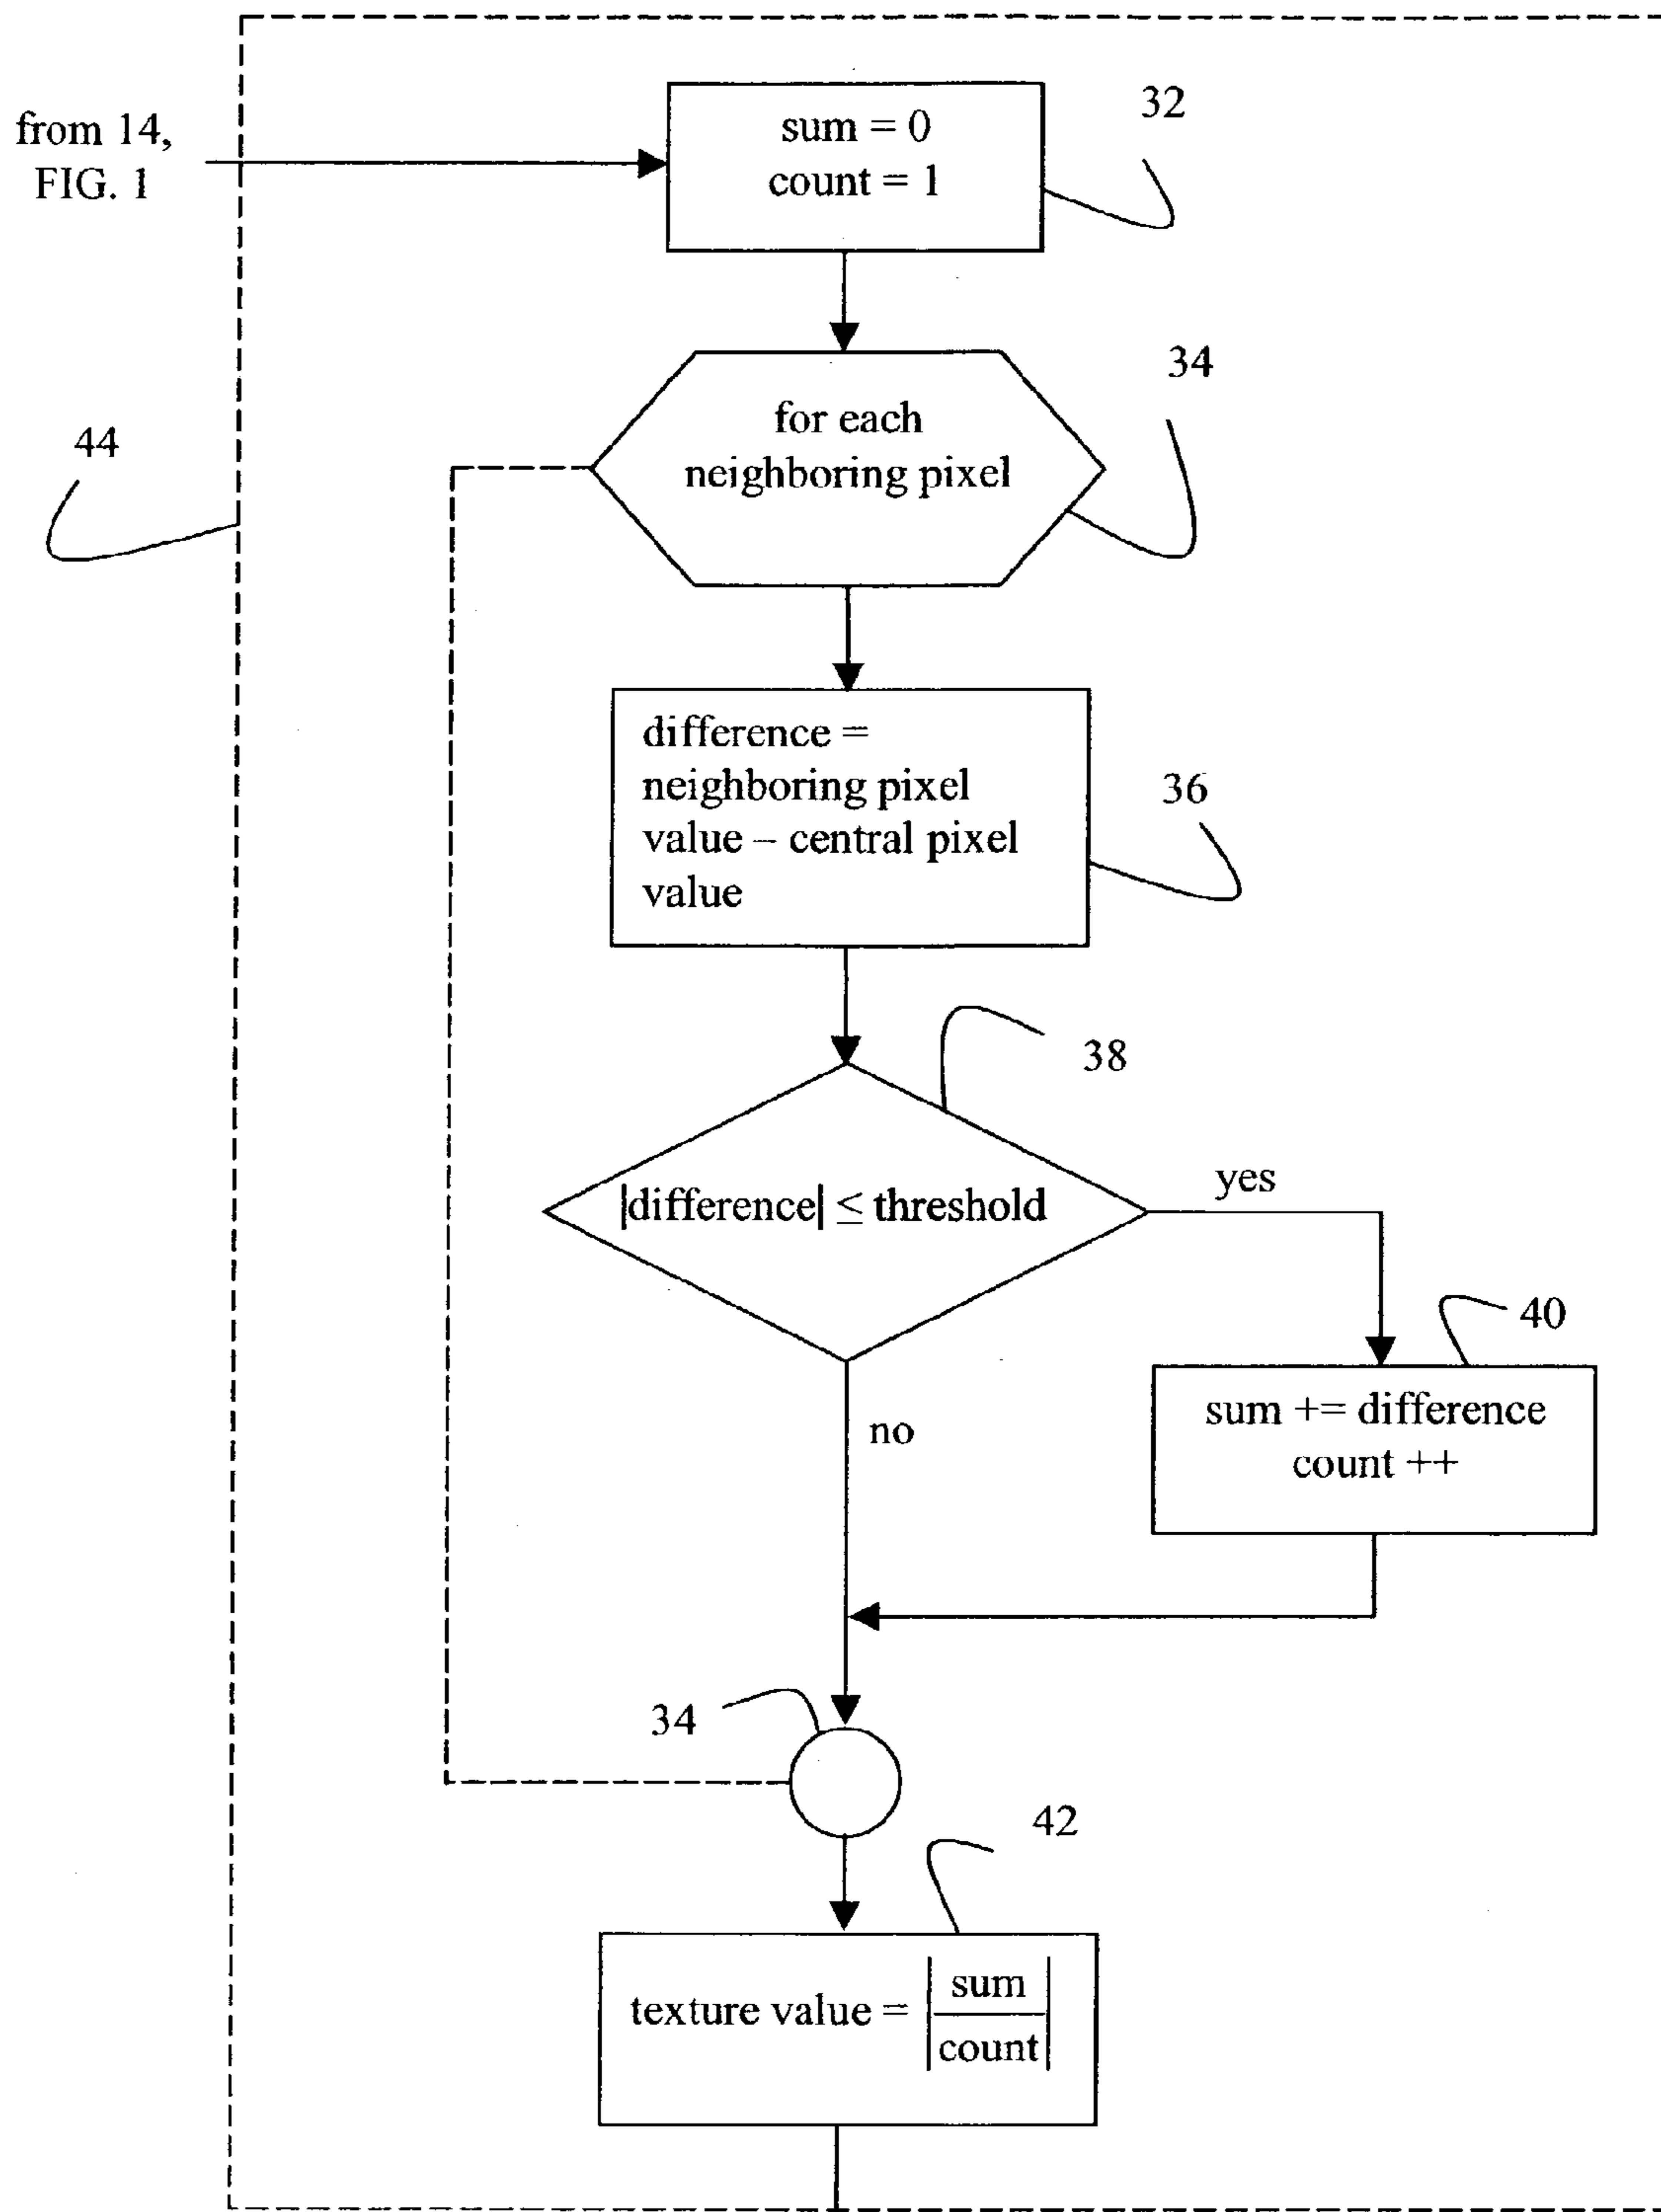 from 14,
FIG. 1
sum = 0
count = 1
32
for each
neighboring pixel
34
44
difference =
neighboring pixel
value – central pixel
value
36
38
|difference| ≤ threshold
yes
no
40
sum += difference
count ++
34
42
texture value = | sum
count |